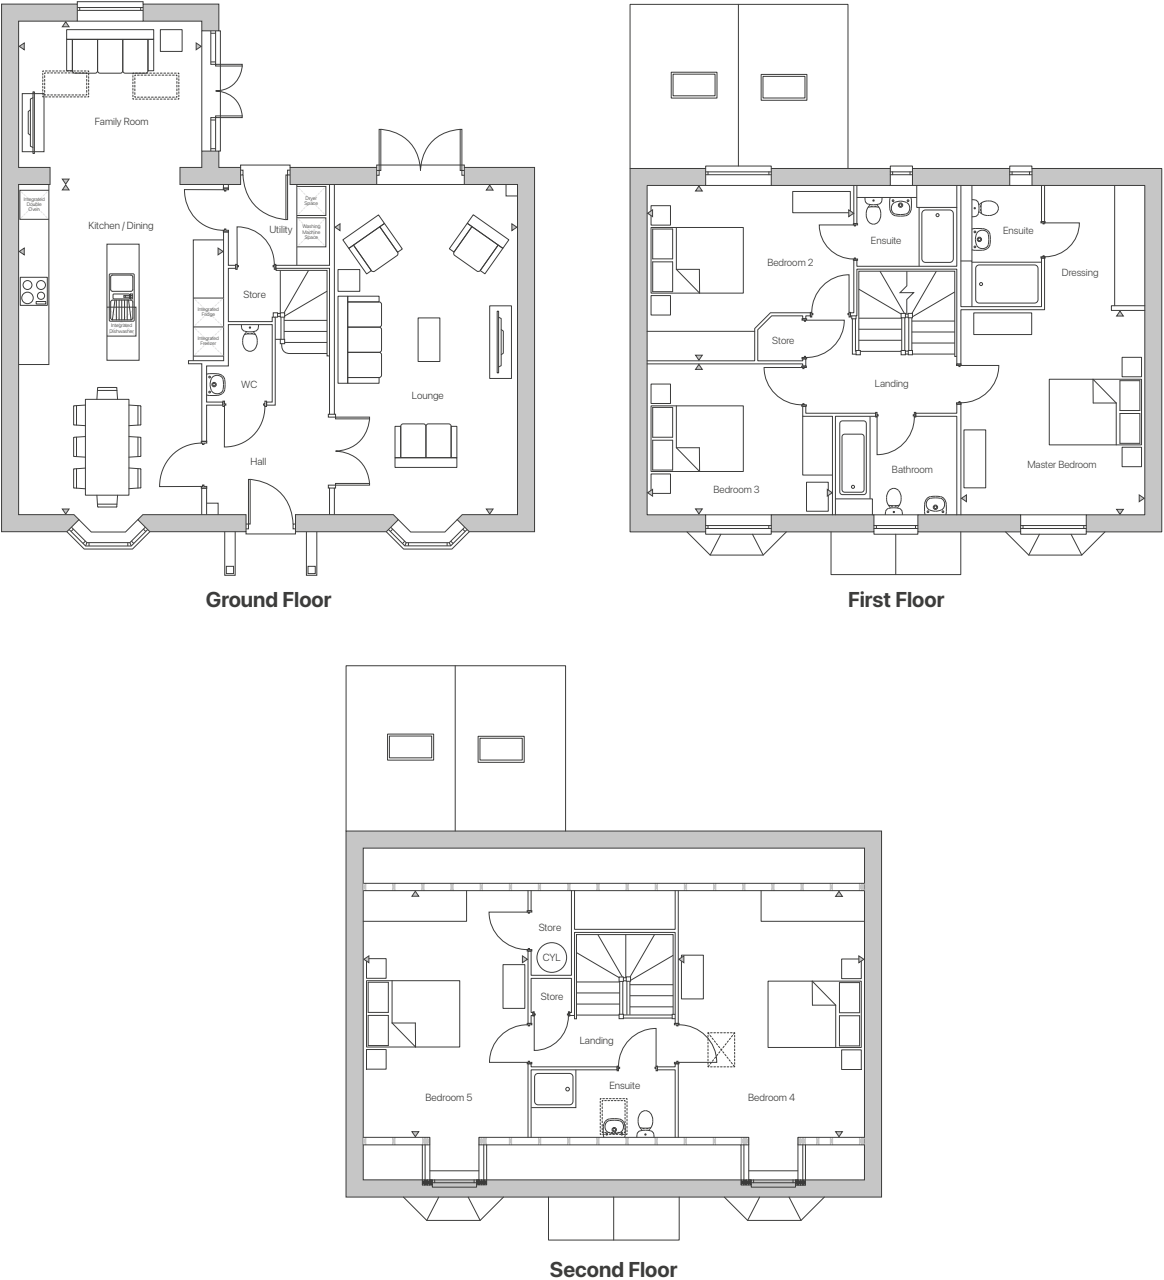 Family Room
Integrated
Double
Oven
Kitchen / Dining
Utility
Dryer
Space
Washing
Machine
Space
Store
Integrated
Fridge
Integrated
Freezer
Integrated
Dishwasher
WC
Lounge
Hall
Ground Floor
Bedroom 2
Ensuite
Ensuite
Dressing
Store
Landing
Bedroom 3
Bathroom
Master Bedroom
First Floor
Store
CYL
Store
Landing
Bedroom 5
Ensuite
Bedroom 4
Second Floor